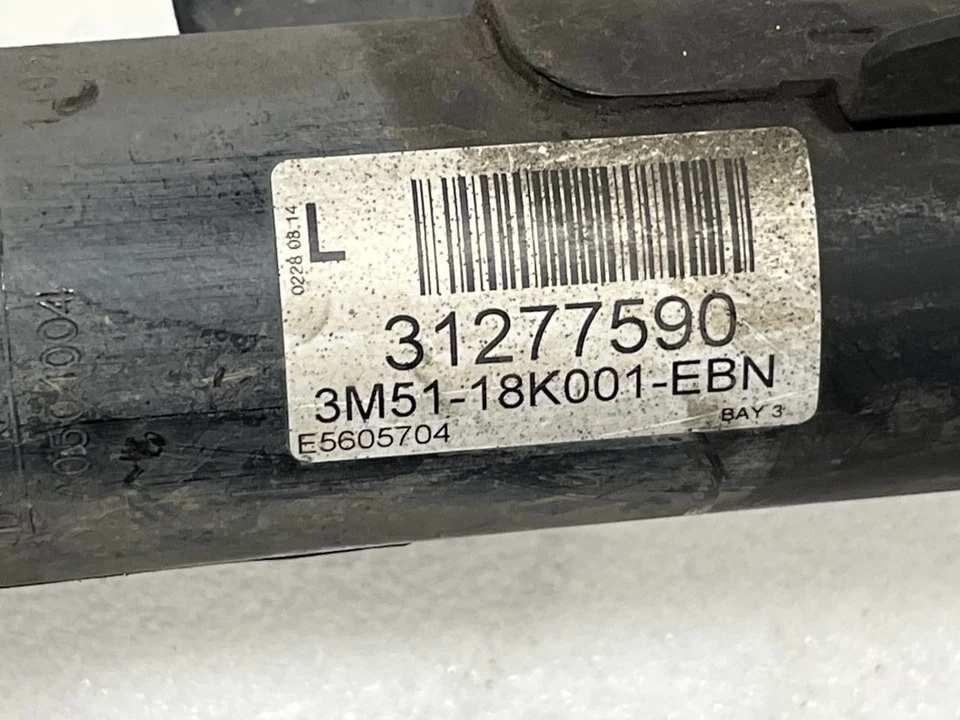 0228 08.14
L
31277590
3M51-18K001-EBN
E5605704
BAY 3